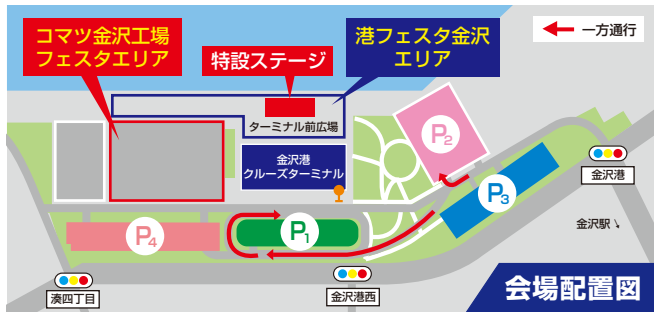 コマツ金沢工場
フェスタエリア
特設ステージ
港フェスタ金沢
エリア
一方通行
ターミナル前広場
金沢港
クルーズターミナル
P2
P3
P1
P4
金沢港
金沢駅↘
湊四丁目
金沢港西
会場配置図